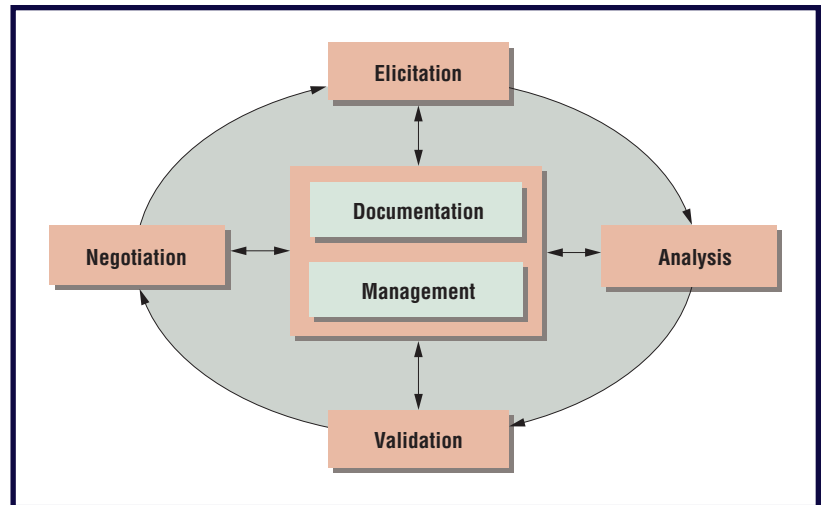 Elicitation
Documentation
Negotiation
Analysis
Management
Validation